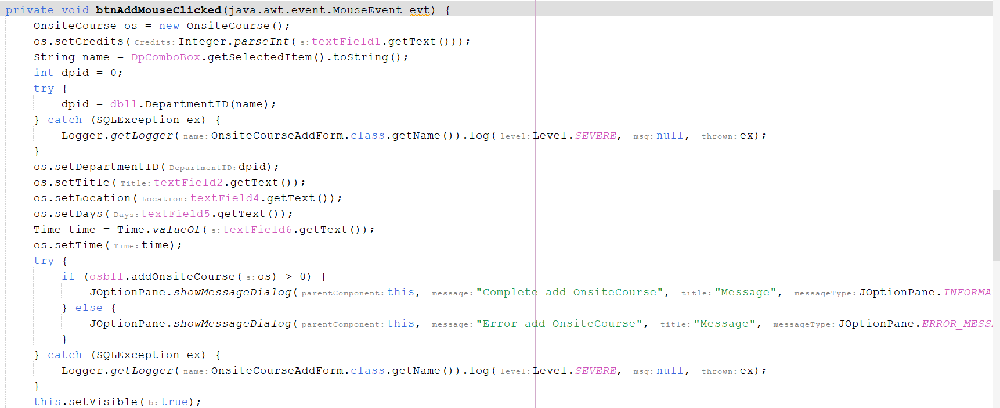 private void btnAddMouseClicked(java.awt.event.MouseEvent evt) {
OnsiteCourse os = new OnsiteCourse();
os.setCredits( Credits: Integer.parseInt( s: textField1.getText()));
String name = DpComboBox.getSelectedItem().toString();
int dpid = 0;
try {
dpid = dbll.DepartmentID(name);
} catch (SQLException ex) {
Logger.getLogger( name: OnsiteCourseAddForm.class.getName()).log( level: Level.SEVERE, msg: null, thrown: ex);
}
os.setDepartmentID( DepartmentID: dpid);
os.setTitle( Title: textField2.getText());
os.setLocation( Location: textField4.getText());
os.setDays( Days: textField5.getText());
Time time = Time.valueOf( s: textField6.getText());
os.setTime( Time: time);
try {
if (osbll.addOnsiteCourse( s: os) > 0) {
JOptionPane.showMessageDialog( parentComponent: this, message: "Complete add OnsiteCourse", title: "Message", messageType: JOptionPane.INFORMA
} else {
JOptionPane.showMessageDialog( parentComponent: this, message: "Error add OnsiteCourse", title: "Message", messageType: JOptionPane.ERROR_MESSA
}
} catch (SQLException ex) {
Logger.getLogger( name: OnsiteCourseAddForm.class.getName()).log( level: Level.SEVERE, msg: null, thrown: ex);
}
this.setVisible( b: true);